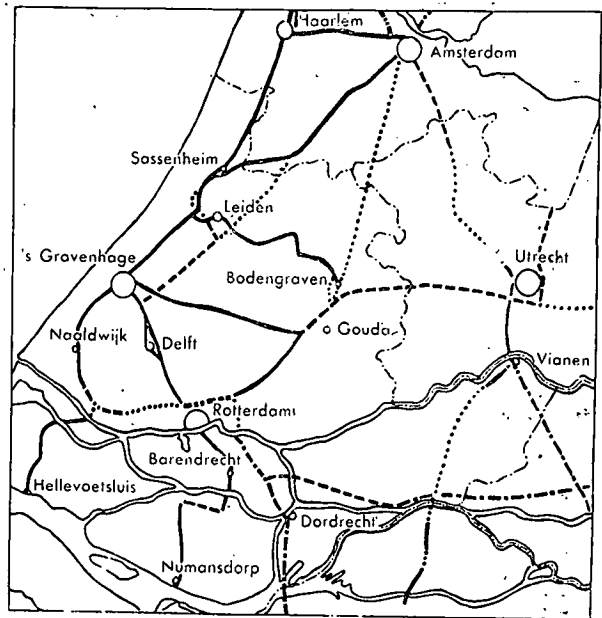 Haarlem
Amsterdam
Sassenheim
Leiden
's Gravenhage
Utrecht
Bodengraven
Gouda
Naaldwijk
Delft
Vianen
Rotterdam
Barendrecht
Hellevoetsluis
Dordrecht
Numansdorp